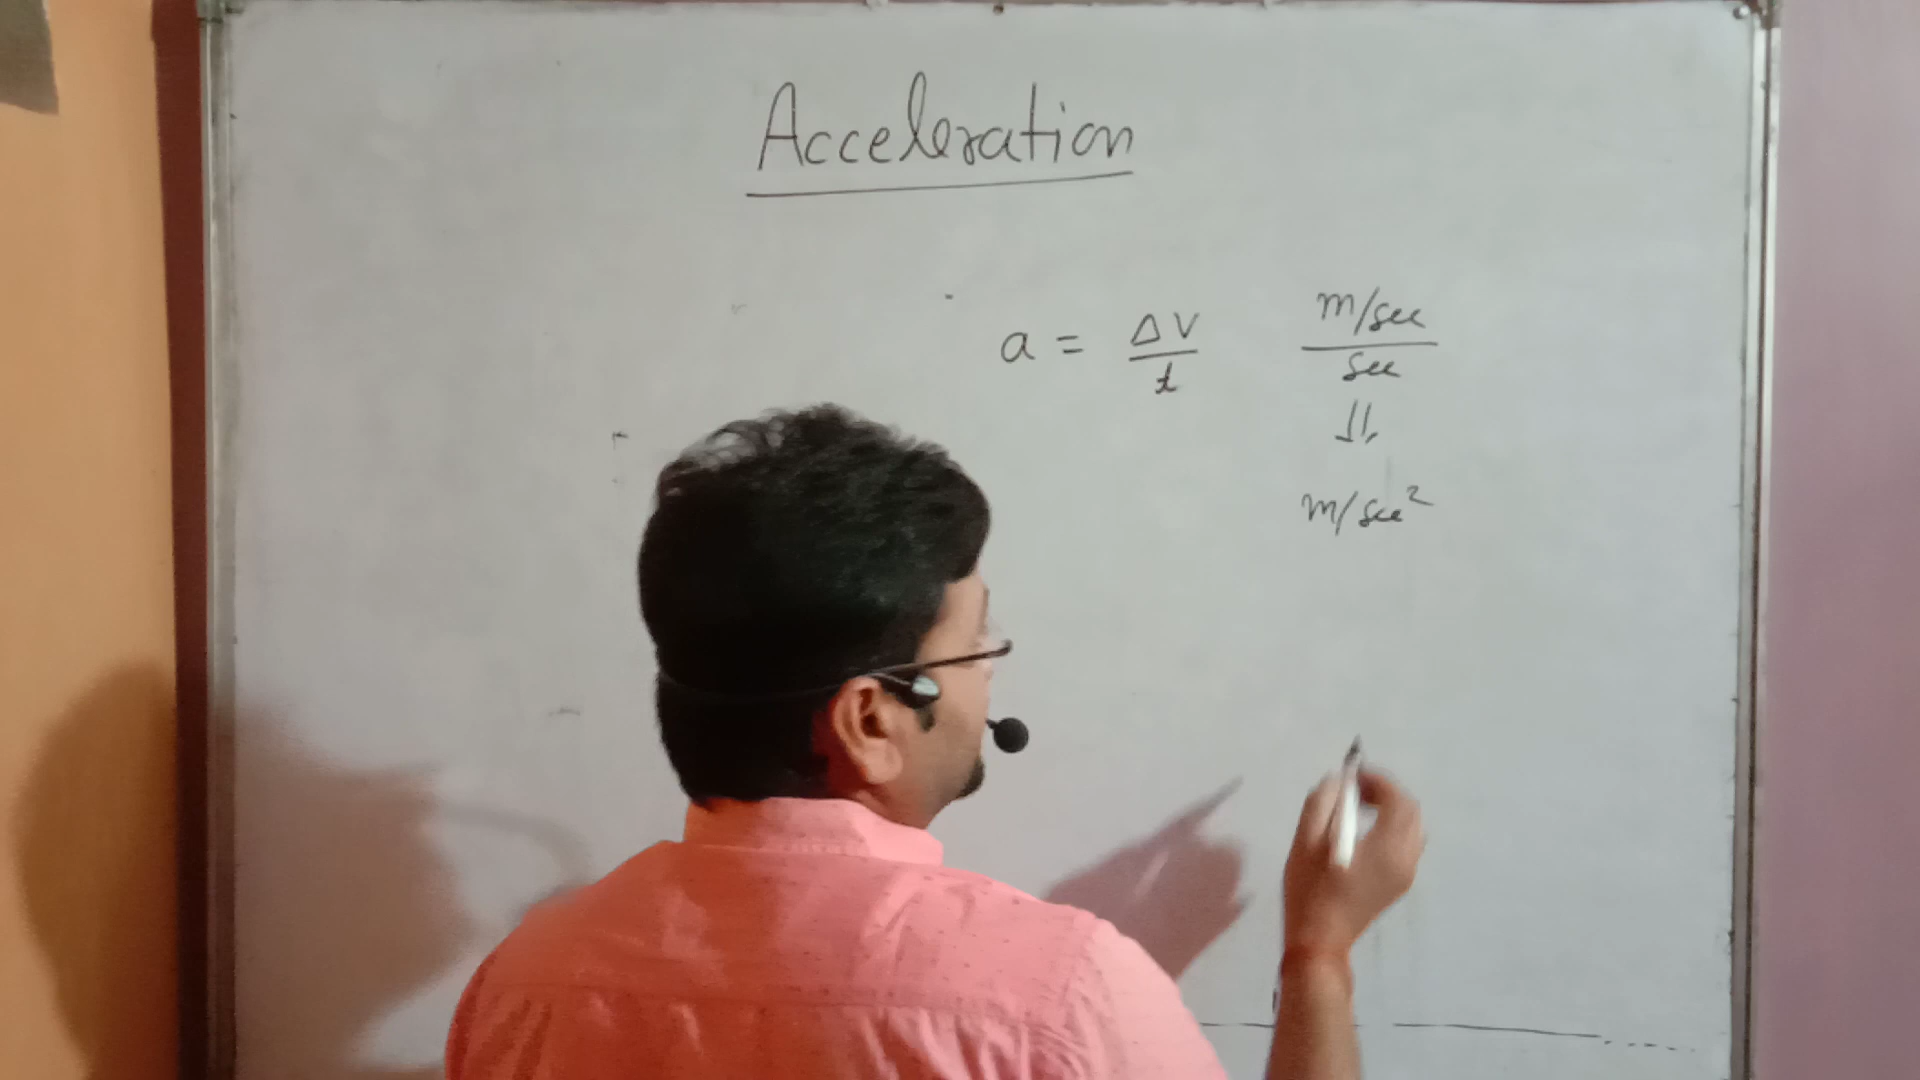 Acceleration
a = ΔV/t m/sec/sec
⇓
m/sec²